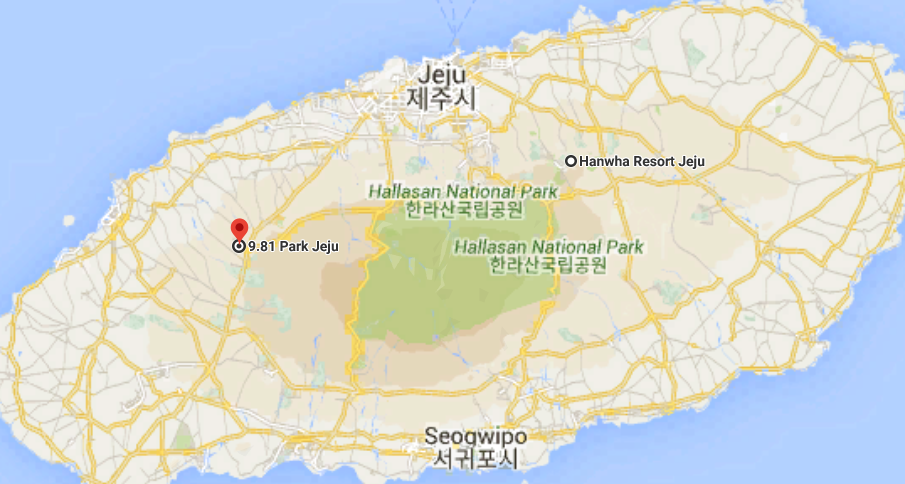 Jeju
제주시
Hanwha Resort Jeju
Hallasan National Park
한라산국립공원
9.81 Park Jeju
Hallasan National Park
한라산국립공원
Seogwipo
서귀포시